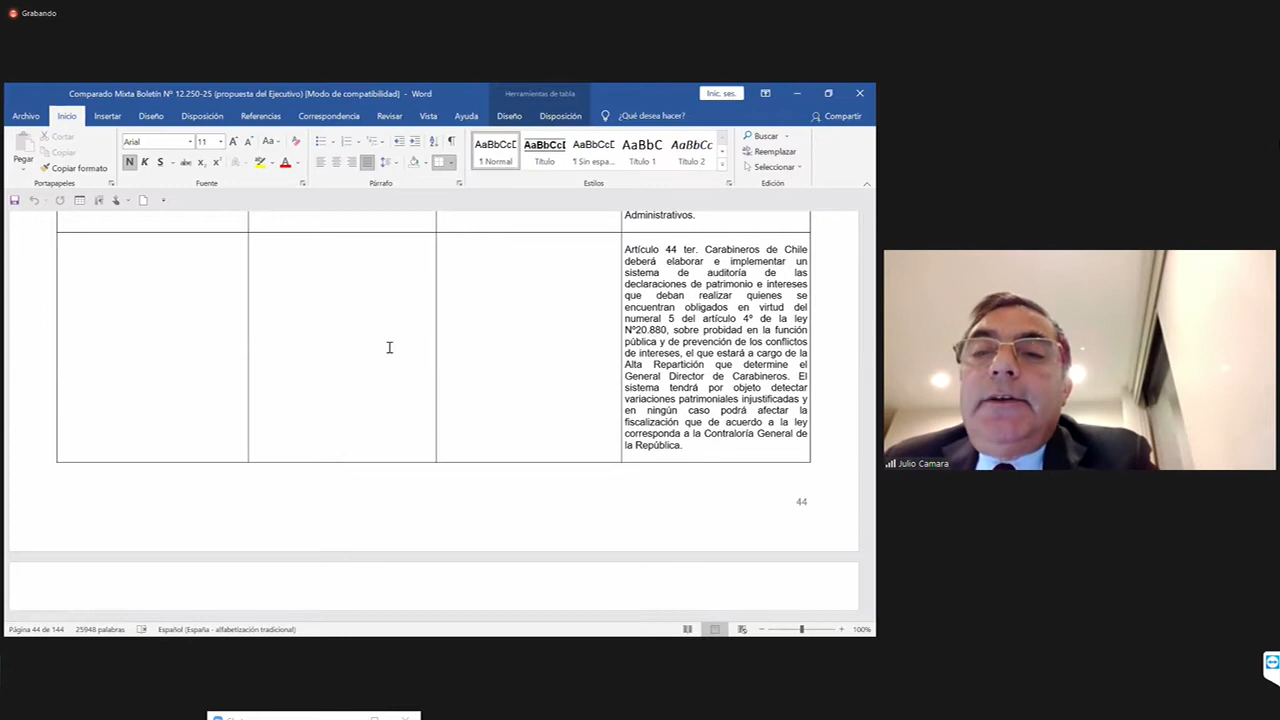 Grabando
Comparado Mixta Boletín Nº 12.250-25 (propuesta del Ejecutivo) [Modo de compatibilidad] - Word
Herramientas de tabla
Inic. ses.
Archivo Inicio Insertar Diseño Disposición Referencias Correspondencia Revisar Vista Ayuda Diseño Disposición ¿Qué desea hacer? Compartir
Pegar
Cortar
Copiar
Copiar formato
Portapapeles
Arial 11
N K S
Fuente
Párrafo
AaBbCcD AaBbCcI AaBbCcD AaBbC AaBbCc
¶ Normal Título ¶ Sin espa... Título 1 Título 2
Estilos
Buscar
Reemplazar
Seleccionar
Edición
Administrativos.
Artículo 44 ter. Carabineros de Chile
deberá elaborar e implementar un
sistema de auditoría de las
declaraciones de patrimonio e intereses
que deban realizar quienes se
encuentran obligados en virtud del
numeral 5 del artículo 4º de la ley
Nº20.880, sobre probidad en la función
pública y de prevención de los conflictos
de intereses, el que estará a cargo de la
Alta Repartición que determine el
General Director de Carabineros. El
sistema tendrá por objeto detectar
variaciones patrimoniales injustificadas y
en ningún caso podrá afectar la
fiscalización que de acuerdo a la ley
corresponda a la Contraloría General de
la República.
44
Página 44 de 144 25948 palabras Español (España - alfabetización tradicional) 100%
Julio Camara